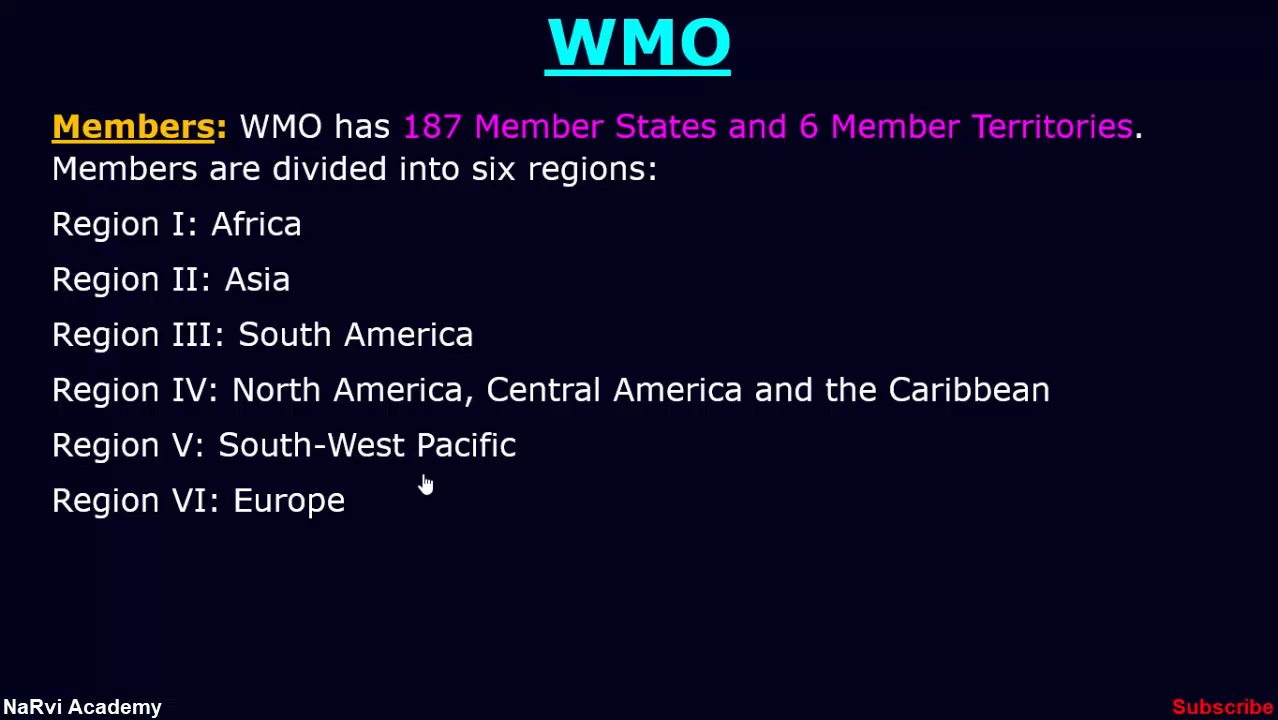 WMO
Members: WMO has 187 Member States and 6 Member Territories.
Members are divided into six regions:
Region I: Africa
Region II: Asia
Region III: South America
Region IV: North America, Central America and the Caribbean
Region V: South-West Pacific
Region VI: Europe
NaRvi Academy
Subscribe